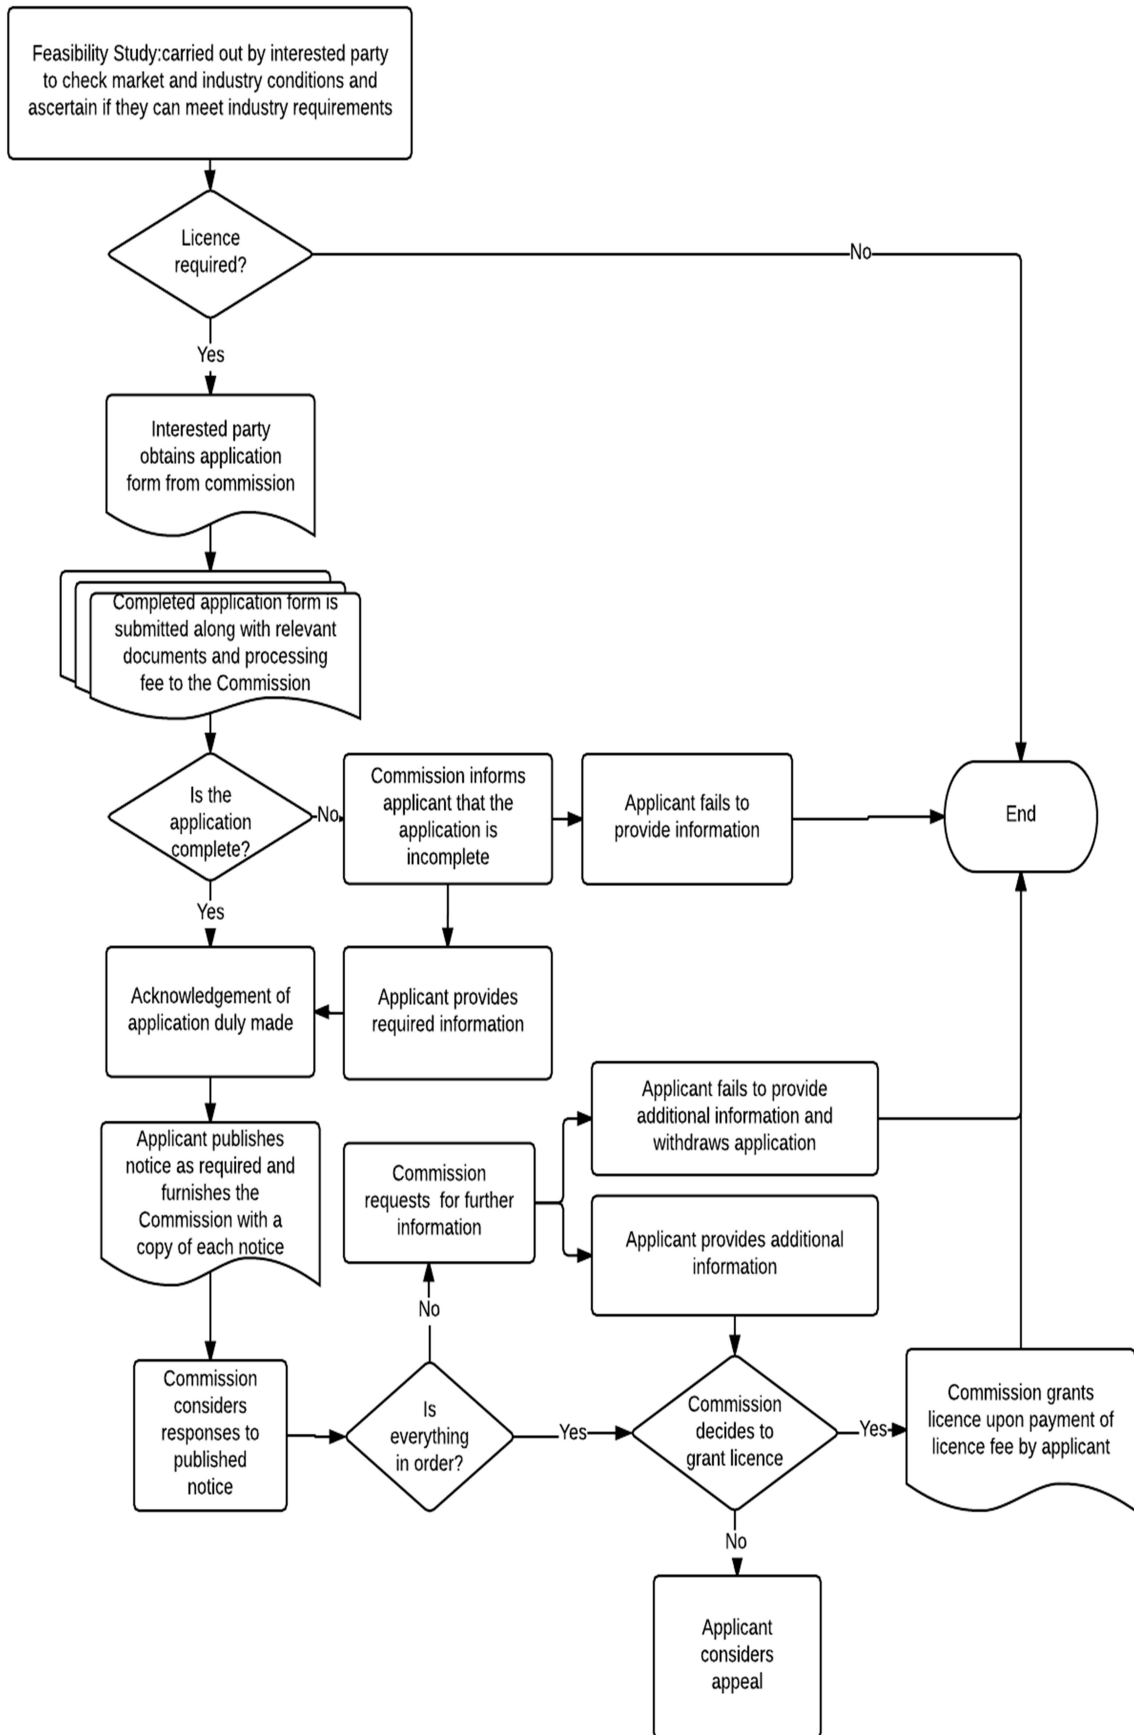 Feasibility Study:carried out by interested party
to check market and industry conditions and
ascertain if they can meet industry requirements
Licence
required?
No
Yes
Interested party
obtains application
form from commission
Completed application form is
submitted along with relevant
documents and processing
fee to the Commission
Is the
application
complete?
No
Commission informs
applicant that the
application is
incomplete
Applicant fails to
provide information
End
Yes
Acknowledgement of
application duly made
Applicant provides
required information
Applicant fails to provide
additional information and
withdraws application
Applicant publishes
notice as required and
furnishes the
Commission with a
copy of each notice
Commission
requests for further
information
Applicant provides additional
information
No
Commission
considers
responses to
published
notice
Is
everything
in order?
Yes
Commission
decides to
grant licence
Yes
Commission grants
licence upon payment of
licence fee by applicant
No
Applicant
considers
appeal